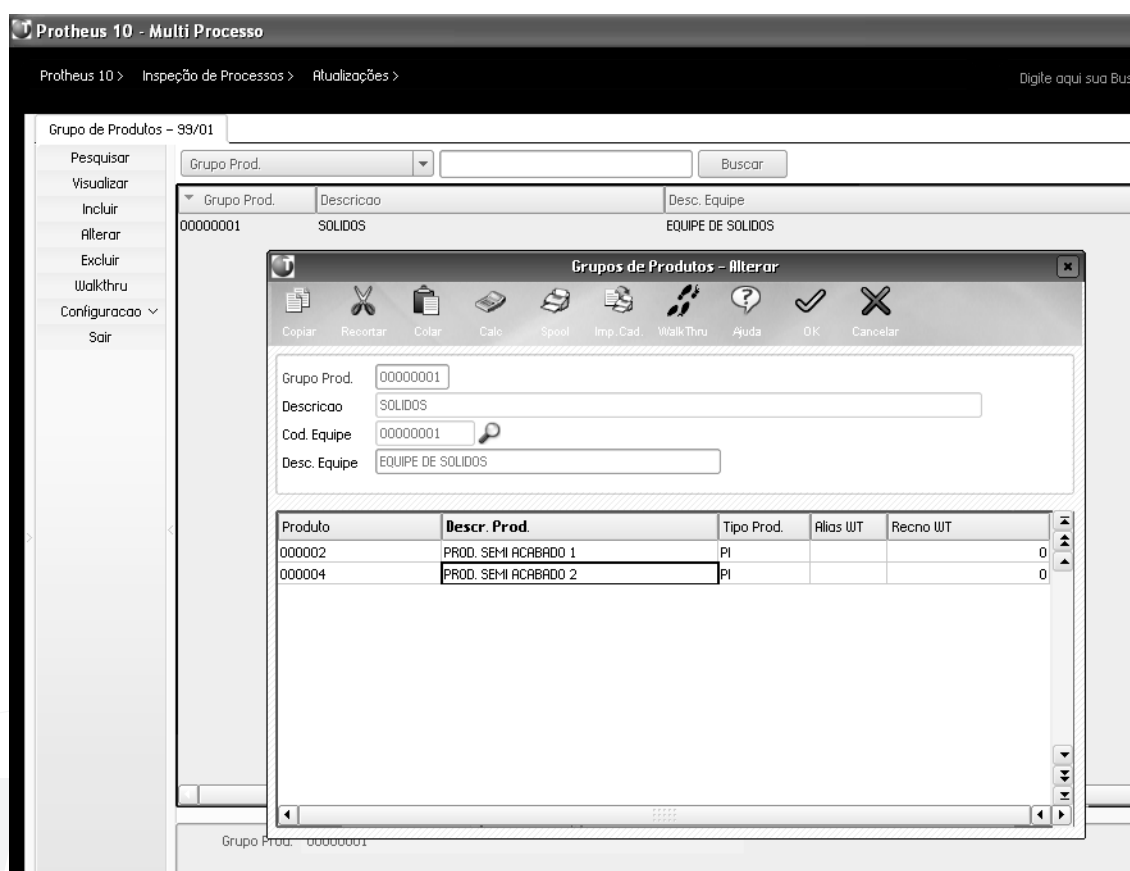 Protheus 10 - Multi Processo
Protheus 10 > Inspeção de Processos > Atualizações >
Digite aqui sua Bus
Grupo de Produtos - 99/01
Pesquisar
Visualizar
Incluir
Alterar
Excluir
Walkthru
Configuracao
Sair
Grupo Prod. Buscar
Grupo Prod. Descricao Desc. Equipe
00000001 SOLIDOS EQUIPE DE SOLIDOS
Grupos de Produtos - Alterar
Copiar Recortar Colar Calc Spool Imp.Cad. WalkThru Ajuda OK Cancelar
Grupo Prod. 00000001
Descricao SOLIDOS
Cod. Equipe 00000001
Desc. Equipe EQUIPE DE SOLIDOS
Produto Descr. Prod. Tipo Prod. Alias WT Recno WT
000002 PROD. SEMI ACABADO 1 PI 0
000004 PROD. SEMI ACABADO 2 PI 0
Grupo Prod. 00000001